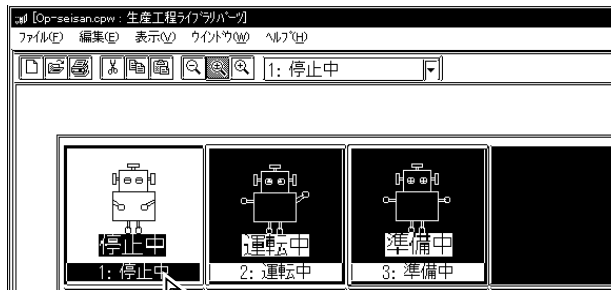 [Op-seisan.cpw : 生産工程ライブラリパーツ]
ファイル(F) 編集(E) 表示(V) ウインドウ(W) ヘルプ(H)
1: 停止中
停止中 運転中 準備中
1: 停止中 2: 運転中 3: 準備中